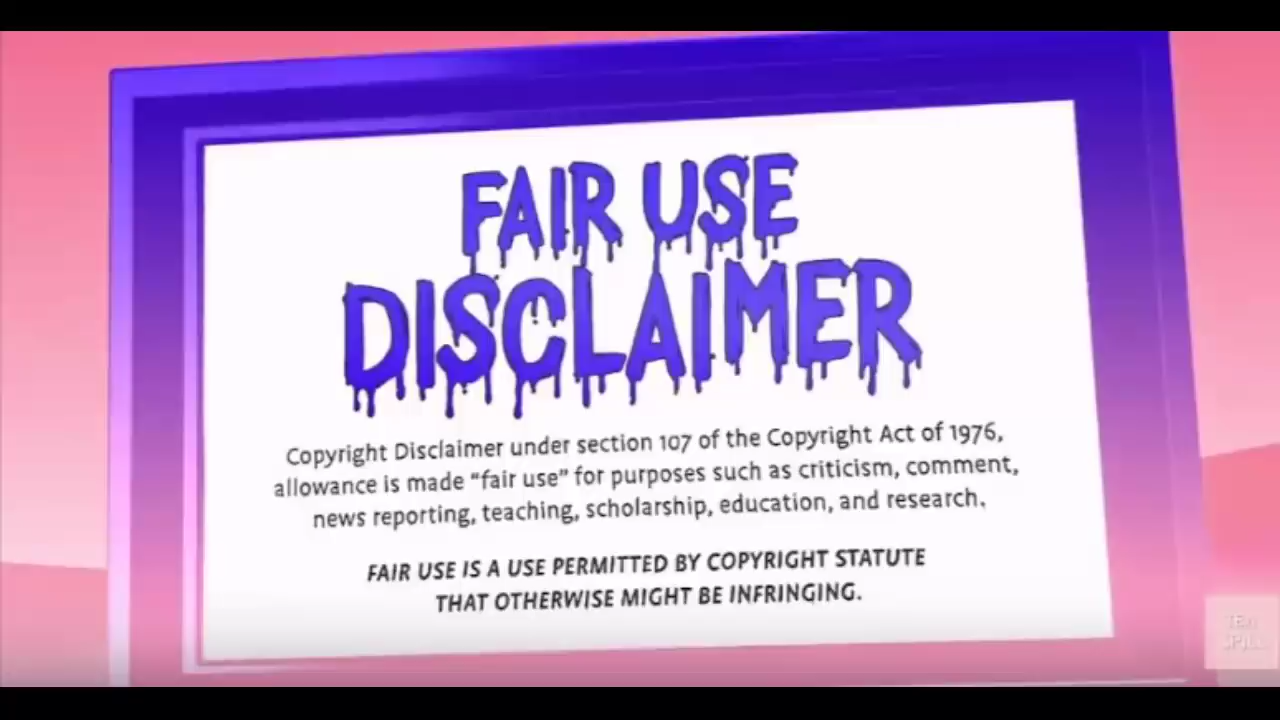 FAIR USE
DISCLAIMER
Copyright Disclaimer under section 107 of the Copyright Act of 1976,
allowance is made “fair use” for purposes such as criticism, comment,
news reporting, teaching, scholarship, education, and research.
FAIR USE IS A USE PERMITTED BY COPYRIGHT STATUTE
THAT OTHERWISE MIGHT BE INFRINGING.